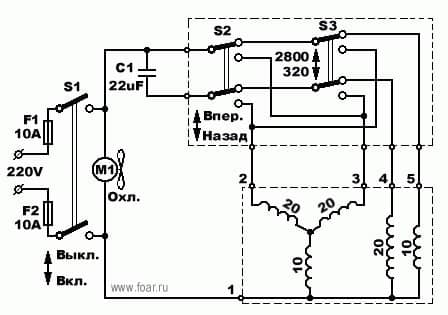 S2
S3
S1
C1
22uF
2800
320
F1
10A
Впер.
Назад
220V
M1
Охл.
F2
10A
2
3
4
5
20
20
10
20
10
Выкл.
Вкл.
www.foar.ru
1